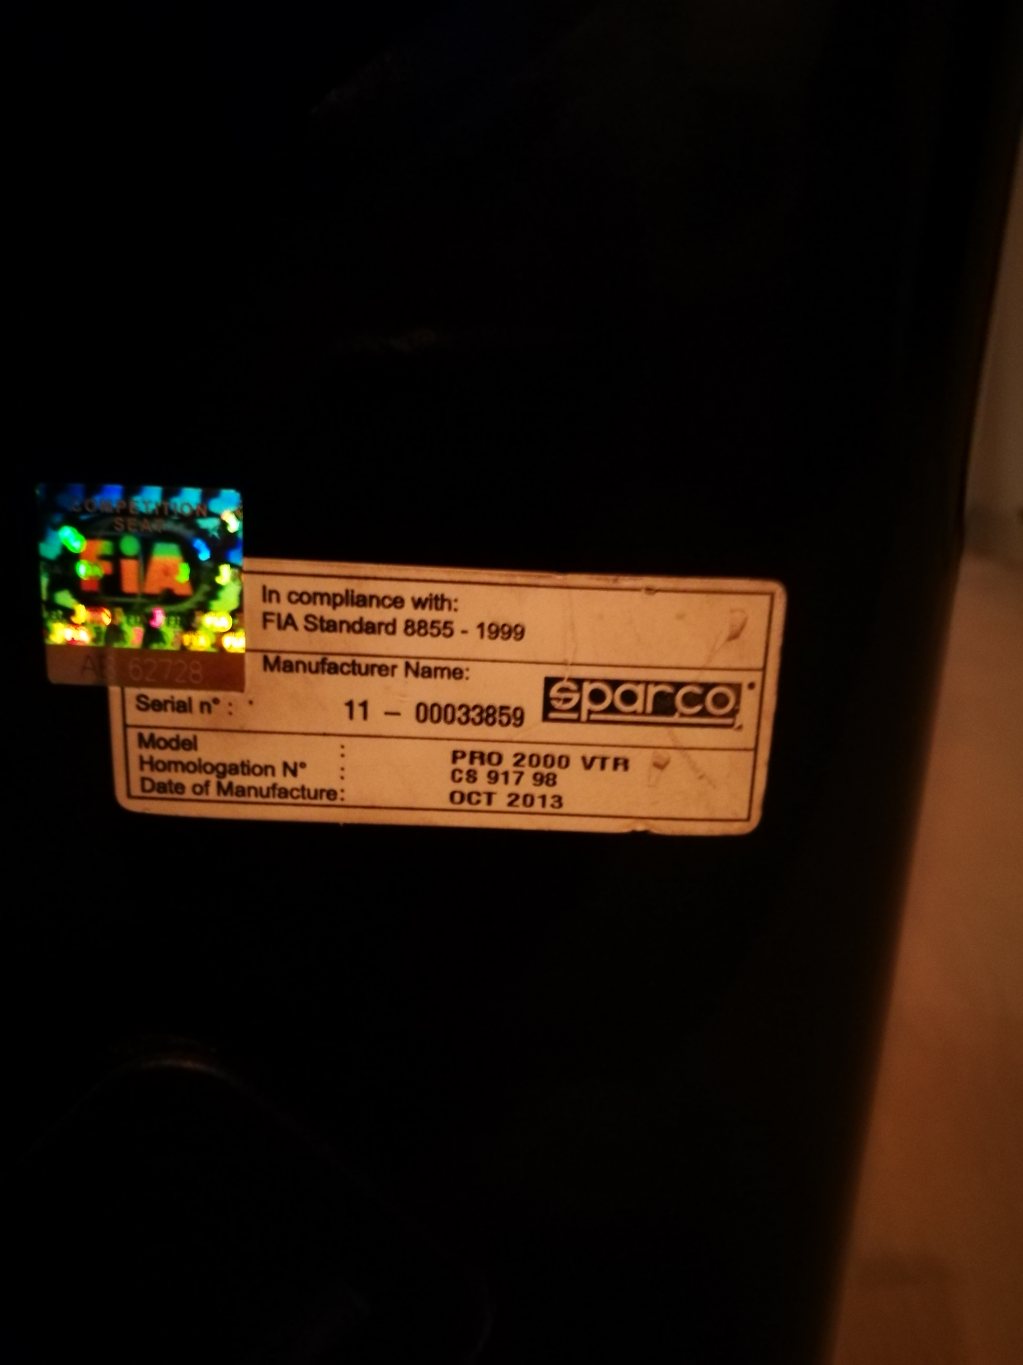 COMPETITION
SEAT
FiA
62728
In compliance with:
FIA Standard 8855 - 1999
Manufacturer Name:
sparco
Serial n° : 11 - 00033859
Model : PRO 2000 VTR
Homologation N° : CS 917 98
Date of Manufacture: OCT 2013